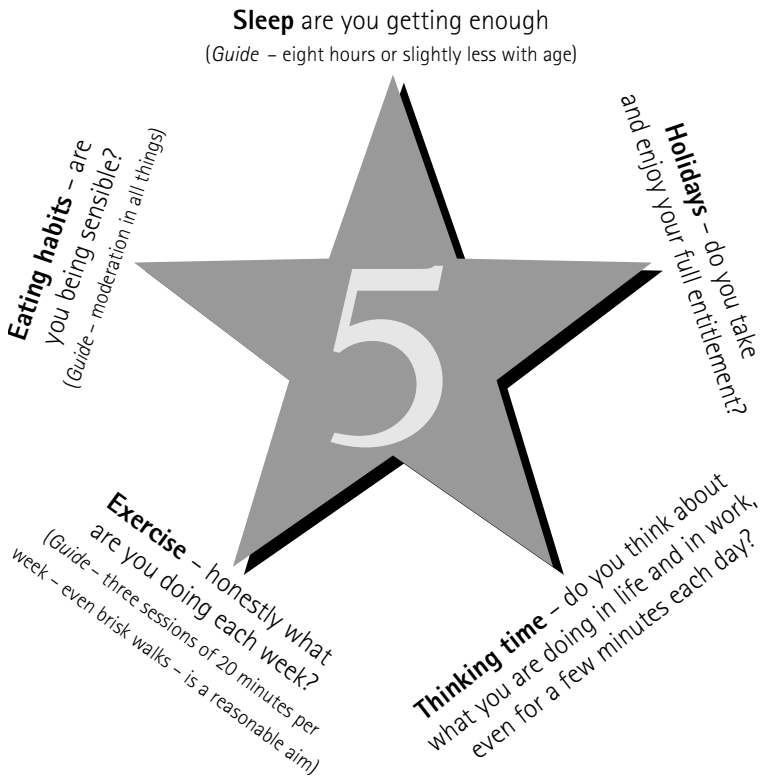 Sleep are you getting enough
(Guide – eight hours or slightly less with age)
Holidays – do you take
and enjoy your full entitlement?
Thinking time – do you think about
what you are doing in life and in work,
even for a few minutes each day?
Exercise – honestly what
are you doing each week?
(Guide – three sessions of 20 minutes per
week – even brisk walks – is a reasonable aim)
Eating habits – are
you being sensible?
(Guide – moderation in all things)
5